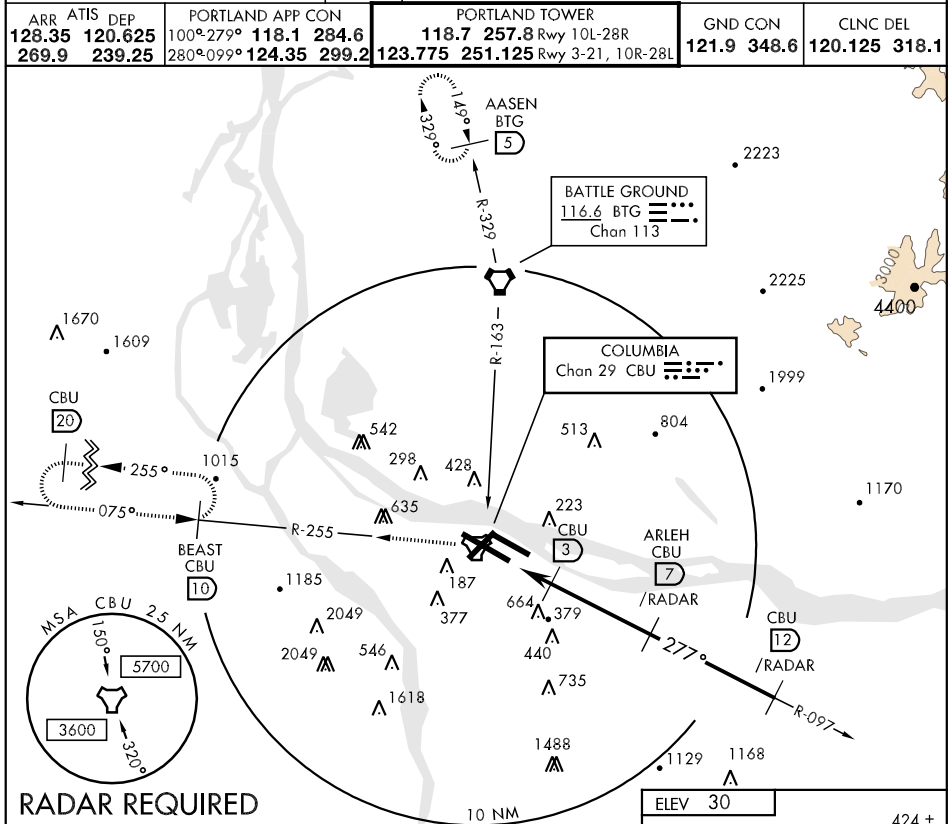 ATIS
ARR DEP
128.35 120.625
269.9 239.25
PORTLAND APP CON
100°-279° 118.1 284.6
280°-099° 124.35 299.2
PORTLAND TOWER
118.7 257.8 Rwy 10L-28R
123.775 251.125 Rwy 3-21, 10R-28L
GND CON
121.9 348.6
CLNC DEL
120.125 318.1
149°
329°
AASEN
BTG
5
R-329
2223
BATTLE GROUND
116.6 BTG
Chan 113
3000
2225
4400
1670
1609
R-163
COLUMBIA
Chan 29 CBU
1999
CBU
20
542
513
804
298
428
1015
255°
1170
075°
635
223
R-255
CBU
3
ARLEH
CBU
7
/RADAR
BEAST
CBU
10
1185
187
377
664
379
CBU
12
/RADAR
277°
2049
440
2049
546
735
R-097
1618
MSA CBU 25 NM
150°
5700
3600
320°
1488
1129
1168
RADAR REQUIRED
10 NM
ELEV 30
424 ±